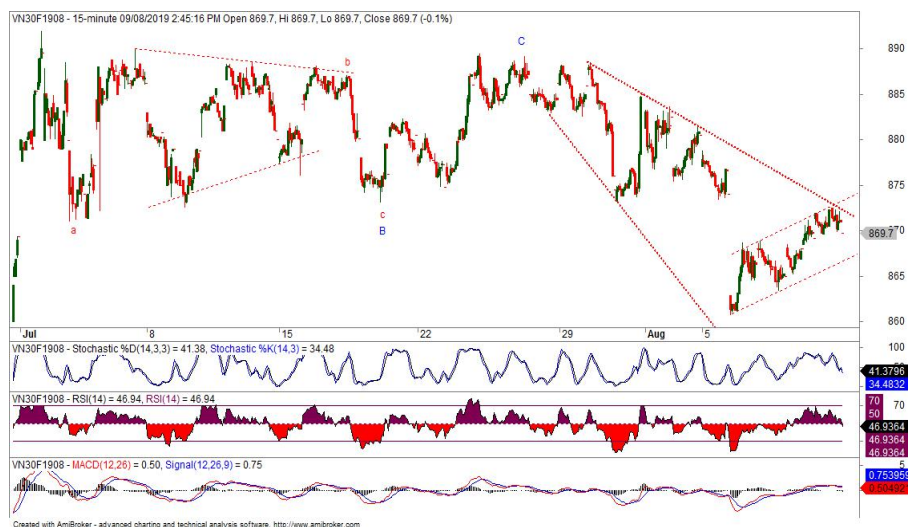 VN30F1908 - 15-minute 09/08/2019 2:45:16 PM Open 869.7, Hi 869.7, Lo 869.7, Close 869.7 (-0.1%)
890
885
880
875
870
865
860
869.7
a
b
c
B
C
Jul
8
15
22
29
Aug
5
VN30F1908 - Stochastic %D(14,3,3) = 41.38, Stochastic %K(14,3) = 34.48
100
41.3796
34.4832
VN30F1908 - RSI(14) = 46.94, RSI(14) = 46.94
70
70
50
46.9364
46.9364
46.9364
VN30F1908 - MACD(12,26) = 0.50, Signal(12,26,9) = 0.75
5
0.753959
Created with AmiBroker - advanced charting and technical analysis software. http://www.amibroker.com